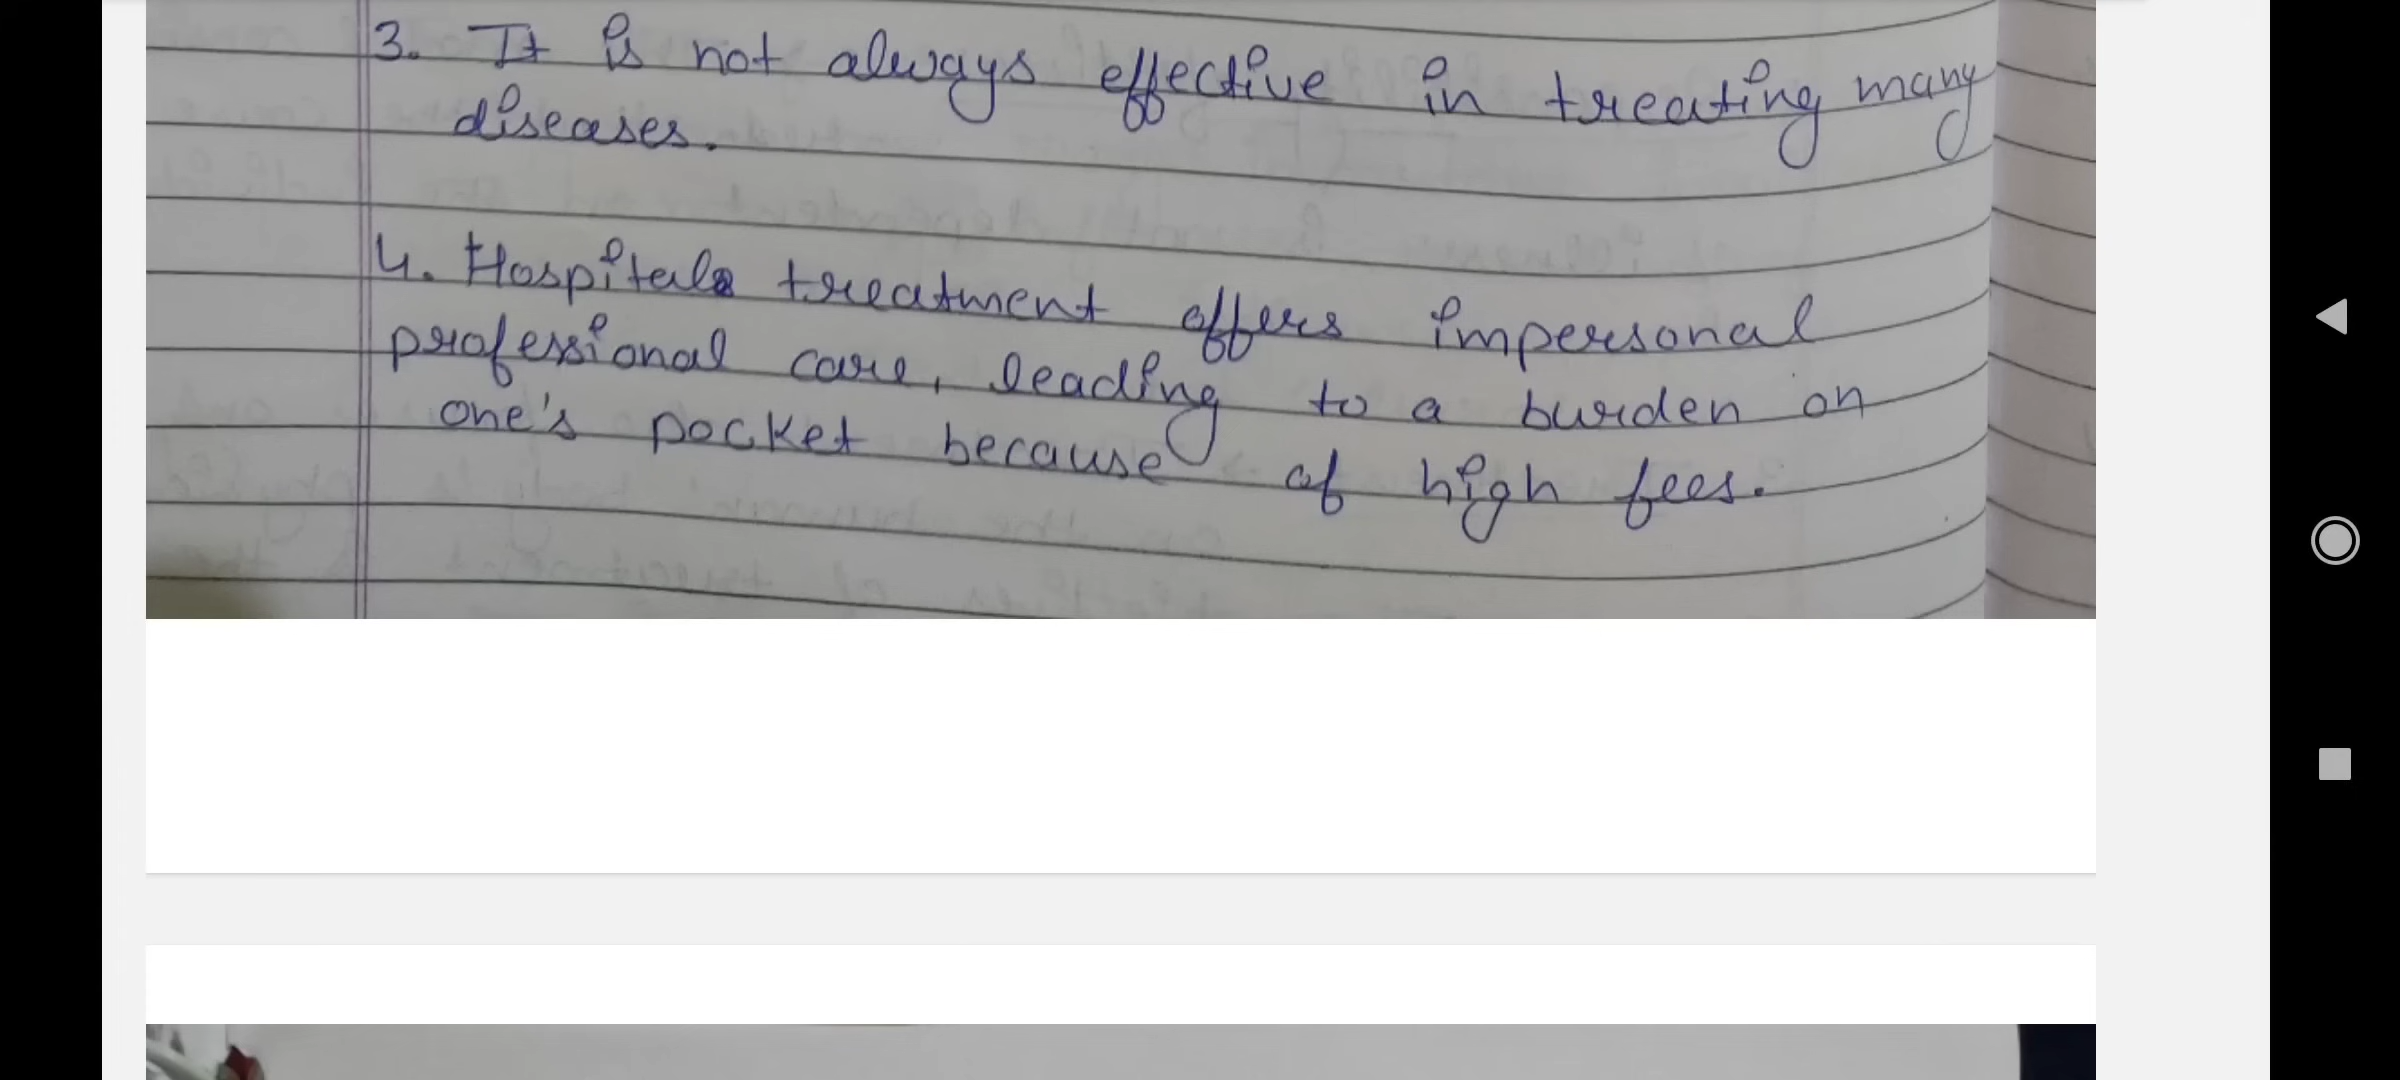 3. It is not always effective in treating many
diseases.
4. Hospital treatment offers impersonal
professional care, leading to a burden on
one's pocket because of high fees.